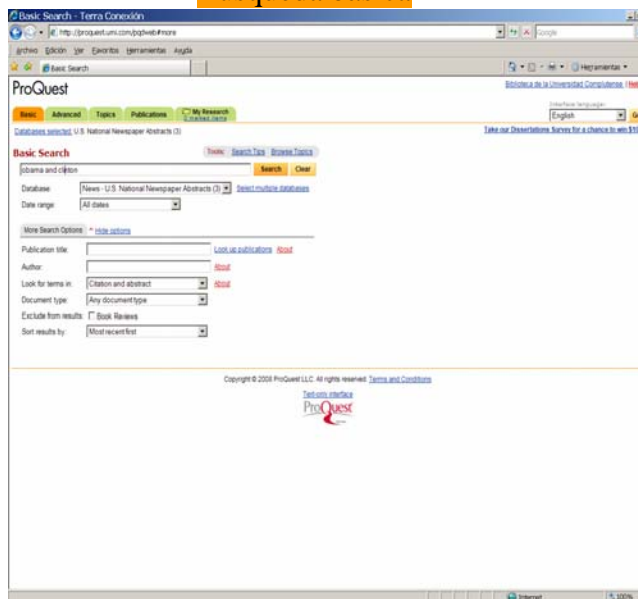 Basic Search - Terra Conexión
http://proquest.umi.com/pqdweb#more
Google
Archivo Edición Ver Favoritos Herramientas Ayuda
Basic Search
Herramientas
ProQuest
Biblioteca de la Universidad Complutense
Interface language:
English
Basic Advanced Topics Publications My Research
0 marked items
Databases selected: U.S. National Newspaper Abstracts (3)
Take our Dissertations Survey for a chance to win $10
Basic Search
Tools: Search Tips Browse Topics
obama and clinton
Search Clear
Database: News - U.S. National Newspaper Abstracts (3) Select multiple databases
Date range: All dates
More Search Options Hide options
Publication title: Look up publications About
Author: About
Look for terms in: Citation and abstract About
Document type: Any document type
Exclude from results: Book Reviews
Sort results by: Most recent first
Copyright © 2008 ProQuest LLC. All rights reserved. Terms and Conditions
Text-only interface
ProQuest
Internet 100%